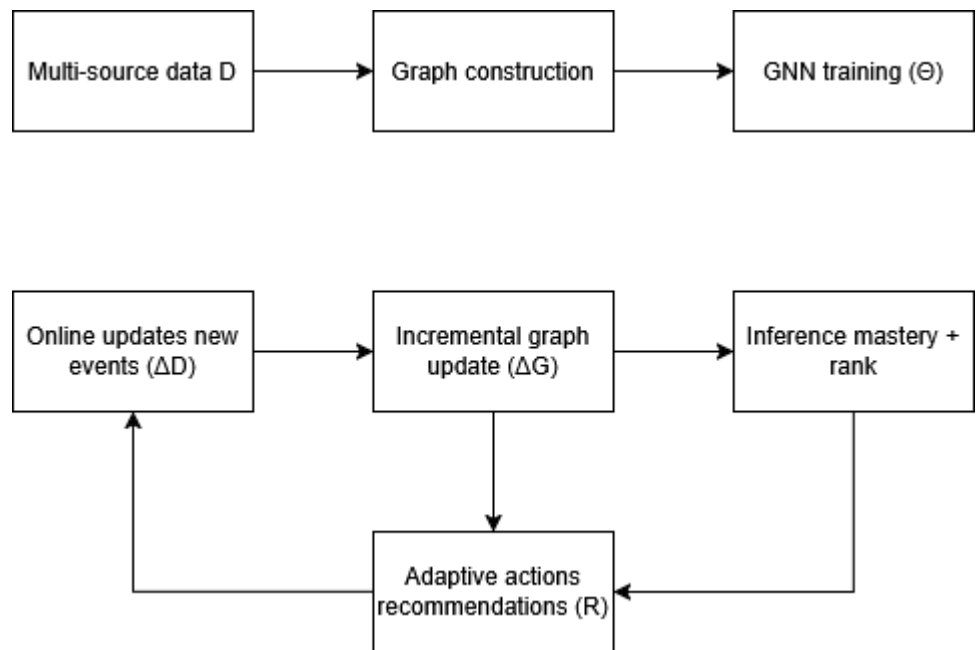 Multi-source data D
Graph construction
GNN training (Θ)
Online updates new
events (ΔD)
Incremental graph
update (ΔG)
Inference mastery +
rank
Adaptive actions
recommendations (R)